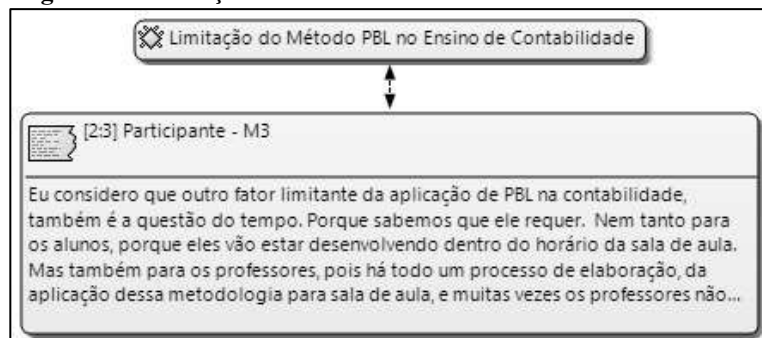 Limitação do Método PBL no Ensino de Contabilidade
[2:3] Participante - M3
Eu considero que outro fator limitante da aplicação de PBL na contabilidade,
também é a questão do tempo. Porque sabemos que ele requer. Nem tanto para
os alunos, porque eles vão estar desenvolvendo dentro do horário da sala de aula.
Mas também para os professores, pois há todo um processo de elaboração, da
aplicação dessa metodologia para sala de aula, e muitas vezes os professores não...